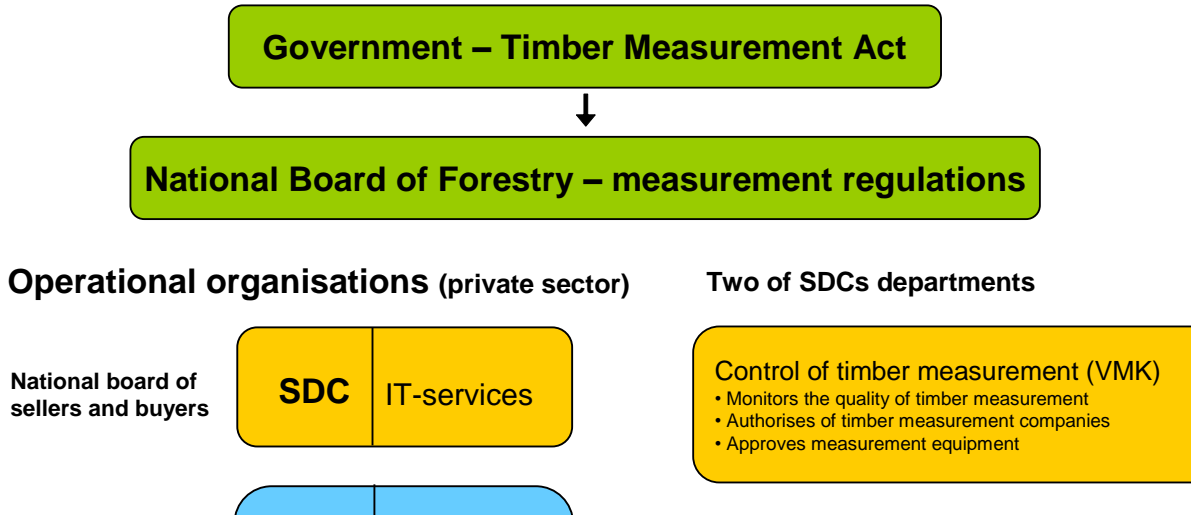 Government – Timber Measurement Act
National Board of Forestry – measurement regulations
Operational organisations (private sector)
Two of SDCs departments
National board of
sellers and buyers
SDC
IT-services
Control of timber measurement (VMK)
• Monitors the quality of timber measurement
• Authorises of timber measurement companies
• Approves measurement equipment